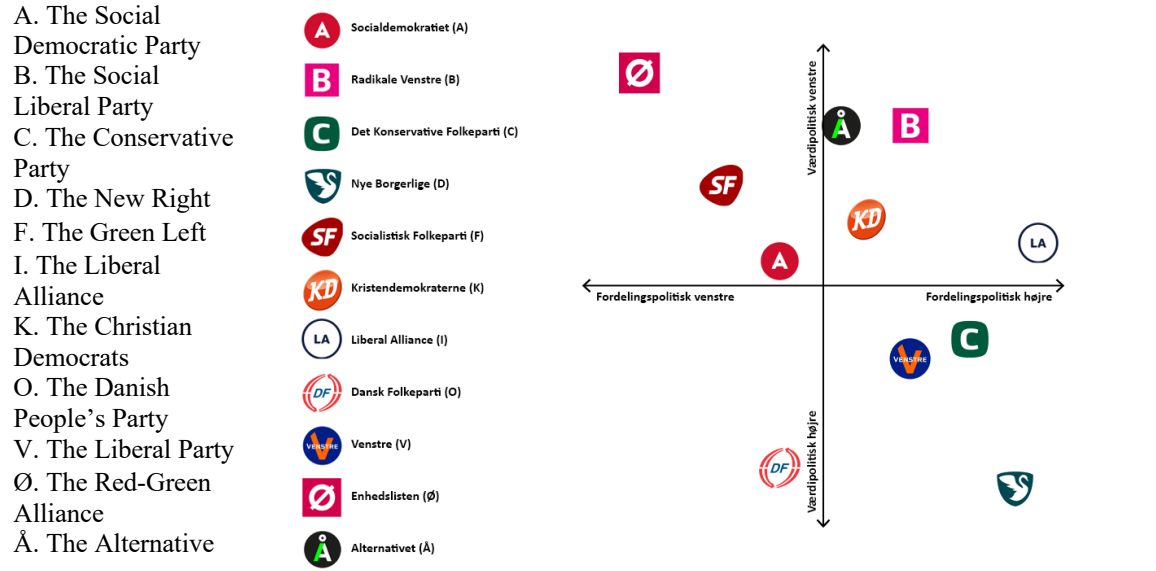 A. The Social
Democratic Party
B. The Social
Liberal Party
C. The Conservative
Party
D. The New Right
F. The Green Left
I. The Liberal
Alliance
K. The Christian
Democrats
O. The Danish
People's Party
V. The Liberal Party
Ø. The Red-Green
Alliance
Å. The Alternative
A Socialdemokratiet (A)
B Radikale Venstre (B)
C Det Konservative Folkeparti (C)
Nye Borgerlige (D)
SF Socialistisk Folkeparti (F)
KD Kristendemokraterne (K)
LA Liberal Alliance (I)
DF Dansk Folkeparti (O)
VENSTRE Venstre (V)
Ø Enhedslisten (Ø)
Å Alternativet (Å)
Værdipolitisk venstre
Ø
Å
B
SF
KD
LA
A
Fordelingspolitisk venstre
Fordelingspolitisk højre
C
VENSTRE
DF
Værdipolitisk højre